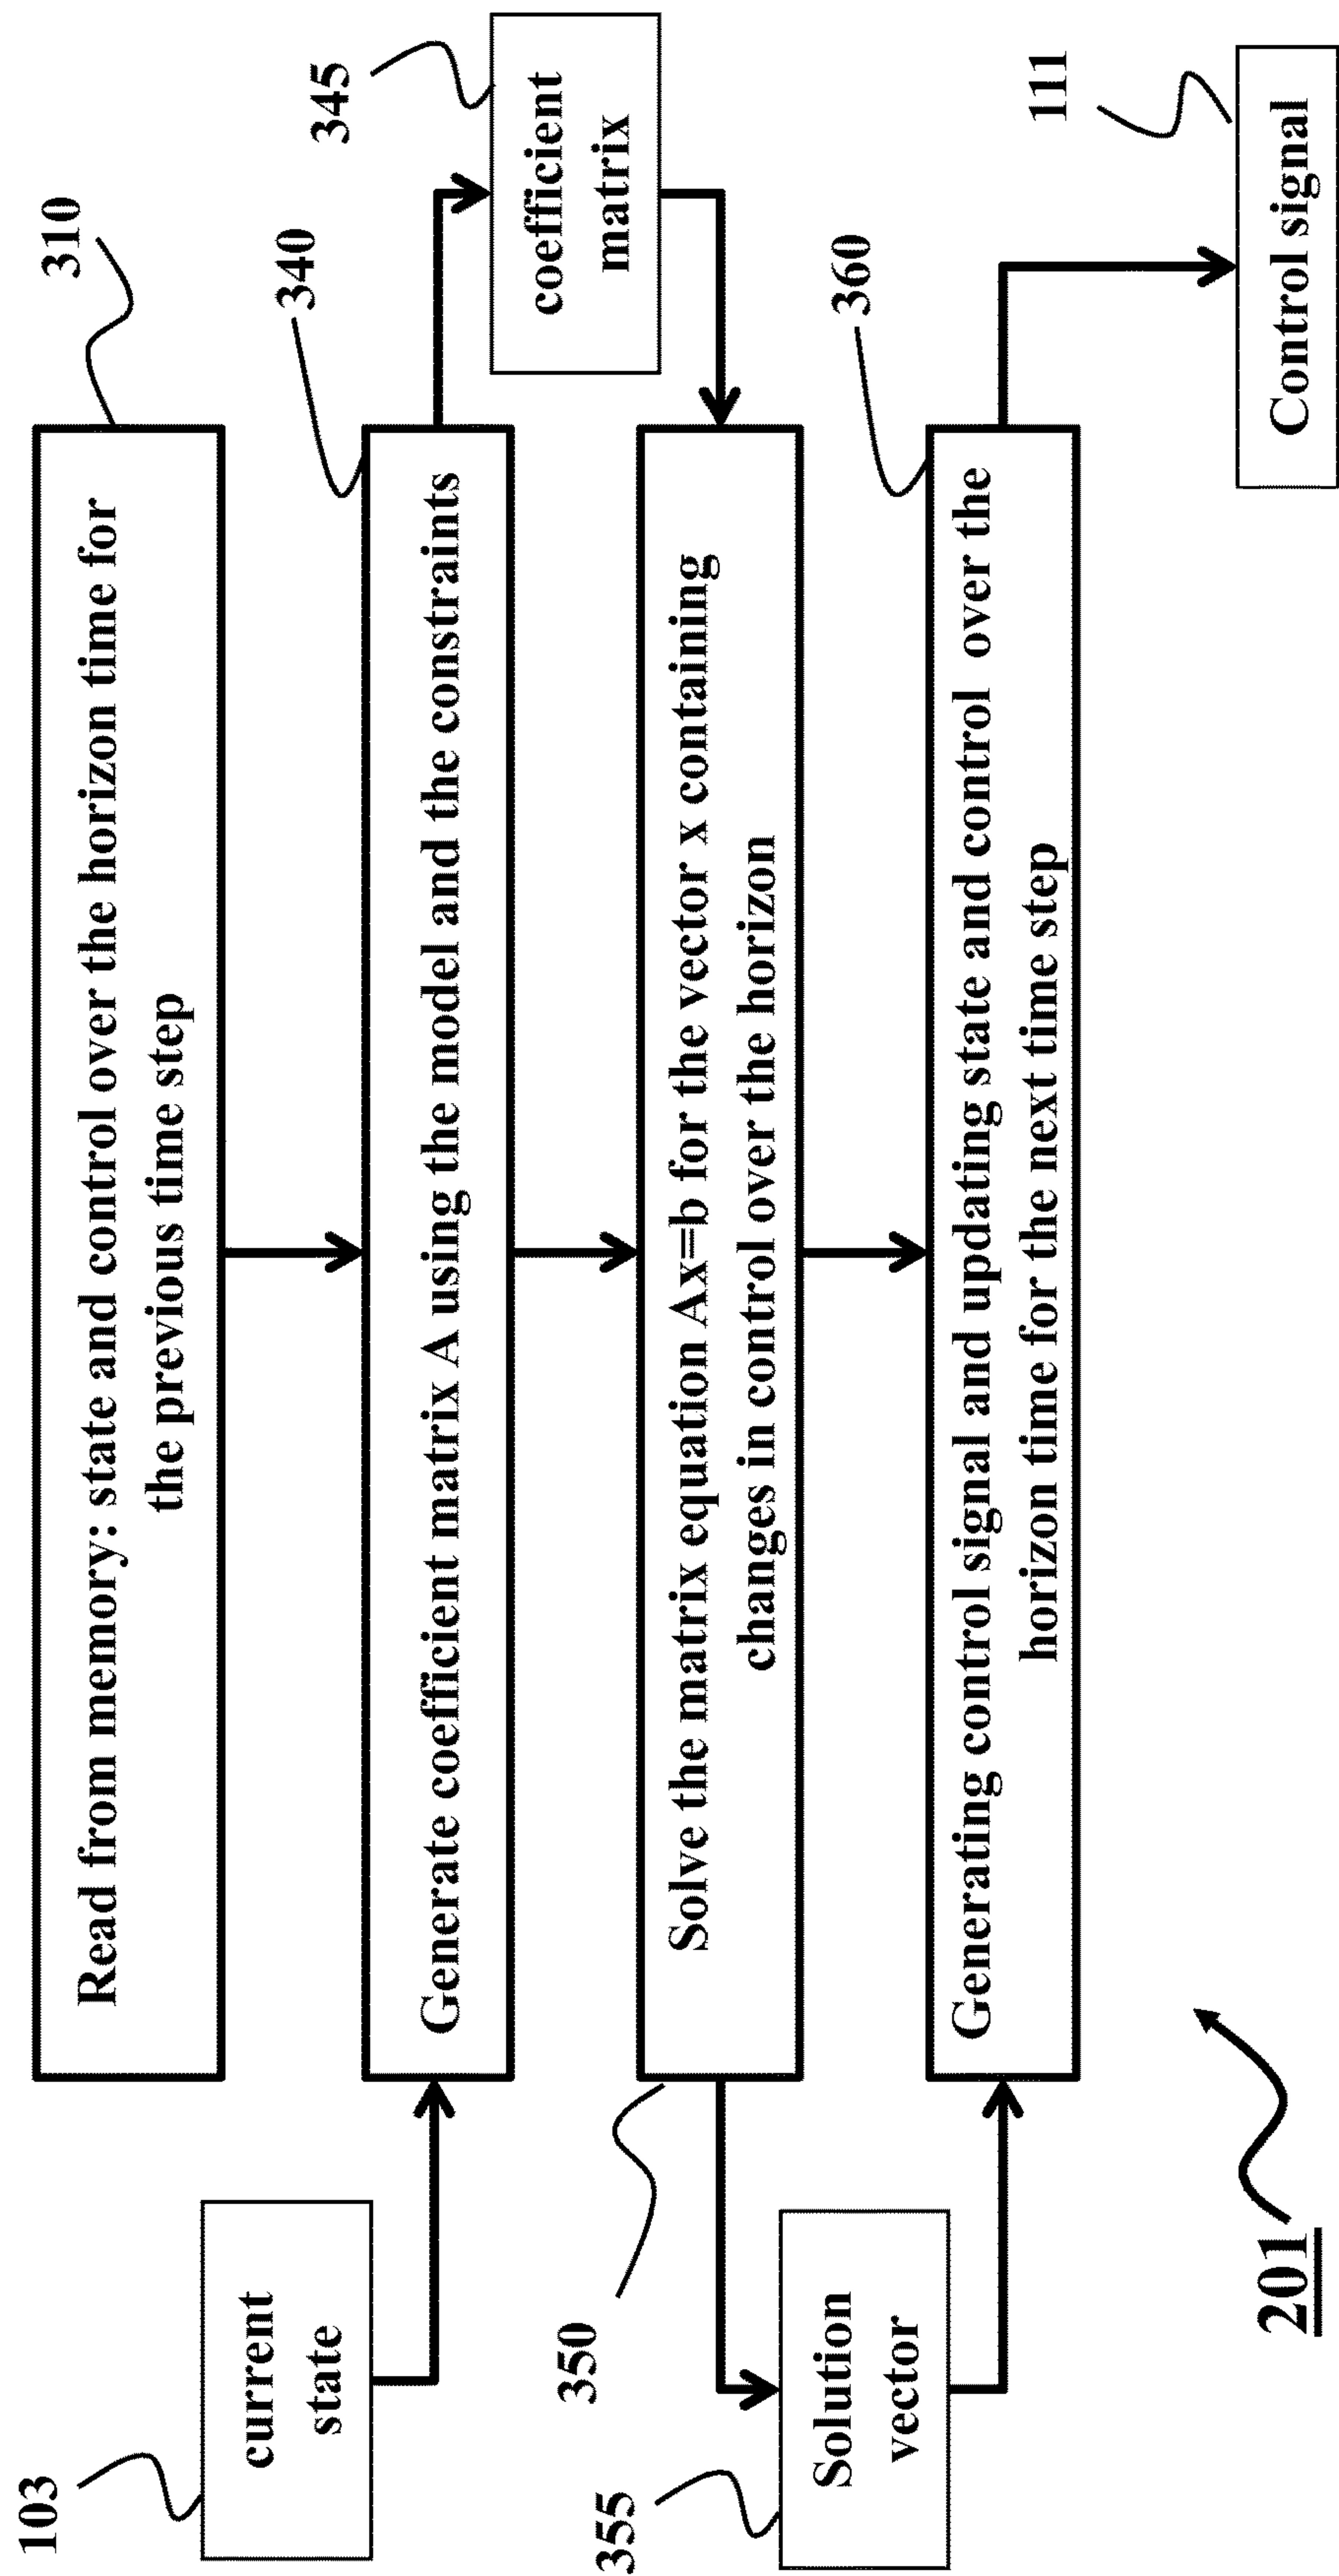 310
Read from memory: state and control over the horizon time for
the previous time step
103
current
state
340
Generate coefficient matrix A using the model and the constraints
345
coefficient
matrix
350
Solve the matrix equation Ax=b for the vector x containing
changes in control over the horizon
355
Solution
vector
360
Generating control signal and updating state and control over the
horizon time for the next time step
111
Control signal
201